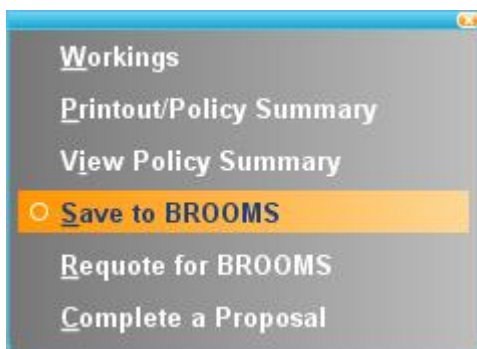 Workings
Printout/Policy Summary
View Policy Summary
Save to BROOMS
Requote for BROOMS
Complete a Proposal